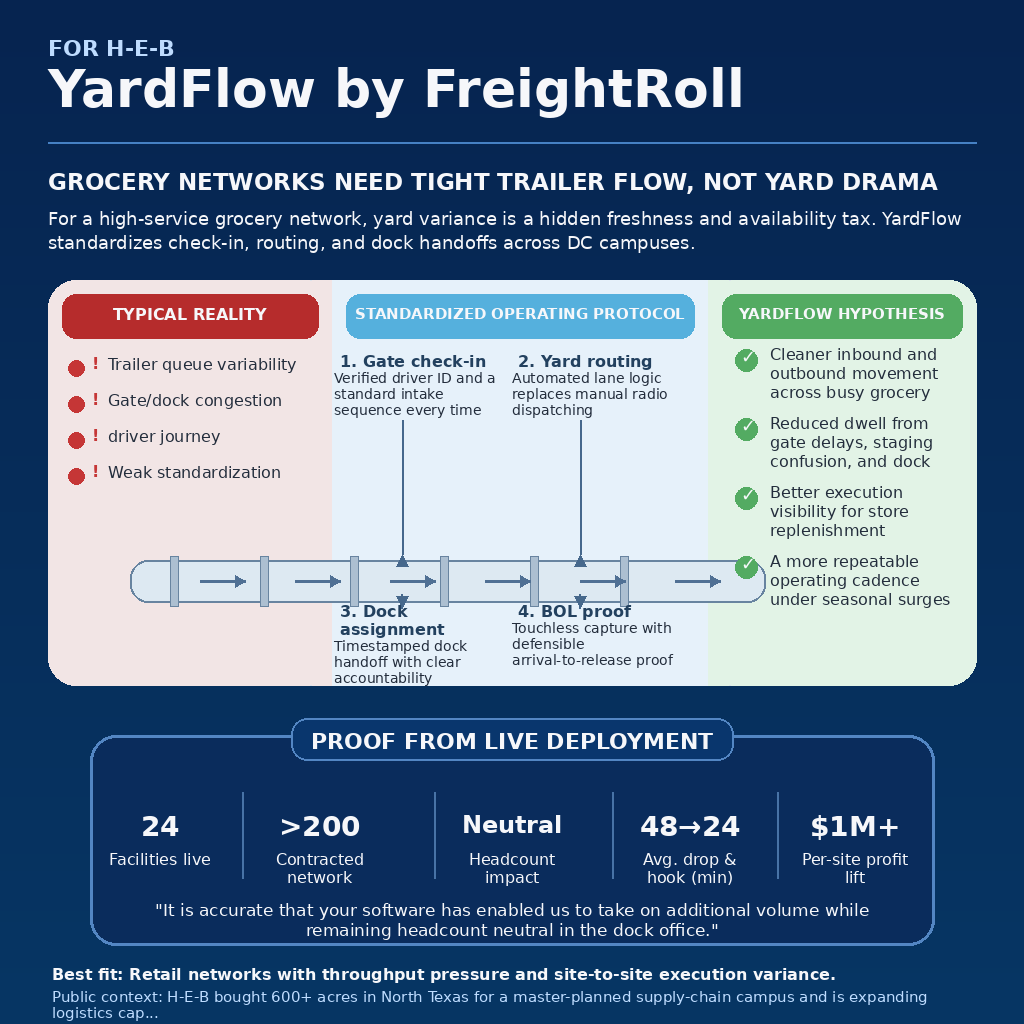 FOR H-E-B
YardFlow by FreightRoll
GROCERY NETWORKS NEED TIGHT TRAILER FLOW, NOT YARD DRAMA
For a high-service grocery network, yard variance is a hidden freshness and availability tax. YardFlow
standardizes check-in, routing, and dock handoffs across DC campuses.
TYPICAL REALITY
! Trailer queue variability
! Gate/dock congestion
! driver journey
! Weak standardization
STANDARDIZED OPERATING PROTOCOL
1. Gate check-in
Verified driver ID and a
standard intake
sequence every time
2. Yard routing
Automated lane logic
replaces manual radio
dispatching
3. Dock
assignment
Timestamped dock
handoff with clear
accountability
4. BOL proof
Touchless capture with
defensible
arrival-to-release proof
YARDFLOW HYPOTHESIS
✓ Cleaner inbound and
outbound movement
across busy grocery
✓ Reduced dwell from
gate delays, staging
confusion, and dock
✓ Better execution
visibility for store
replenishment
✓ A more repeatable
operating cadence
under seasonal surges
PROOF FROM LIVE DEPLOYMENT
24
Facilities live
>200
Contracted
network
Neutral
Headcount
impact
48→24
Avg. drop &
hook (min)
$1M+
Per-site profit
lift
"It is accurate that your software has enabled us to take on additional volume while
remaining headcount neutral in the dock office."
Best fit: Retail networks with throughput pressure and site-to-site execution variance.
Public context: H-E-B bought 600+ acres in North Texas for a master-planned supply-chain campus and is expanding
logistics cap...